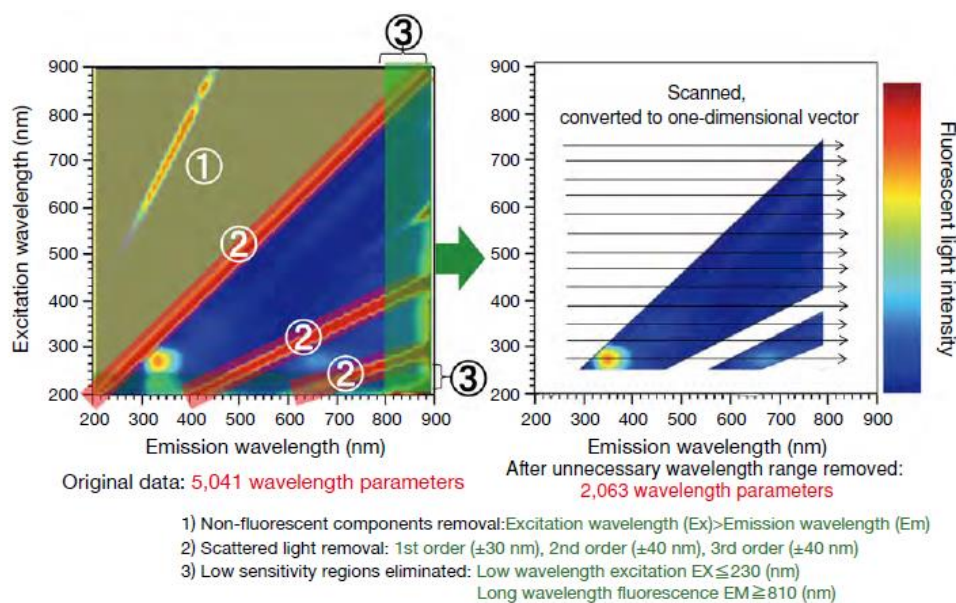 ③
①
②
②
②
③
900
800
700
600
500
400
300
200
Excitation wavelength (nm)
200 300 400 500 600 700 800 900
Emission wavelength (nm)
Original data: 5,041 wavelength parameters
900
800
700
600
500
400
300
200
Scanned,
converted to one-dimensional vector
200 300 400 500 600 700 800 900
Emission wavelength (nm)
After unnecessary wavelength range removed:
2,063 wavelength parameters
Fluorescent light intensity
1) Non-fluorescent components removal:Excitation wavelength (Ex)>Emission wavelength (Em)
2) Scattered light removal: 1st order (±30 nm), 2nd order (±40 nm), 3rd order (±40 nm)
3) Low sensitivity regions eliminated: Low wavelength excitation EX≦230 (nm)
Long wavelength fluorescence EM≧810 (nm)